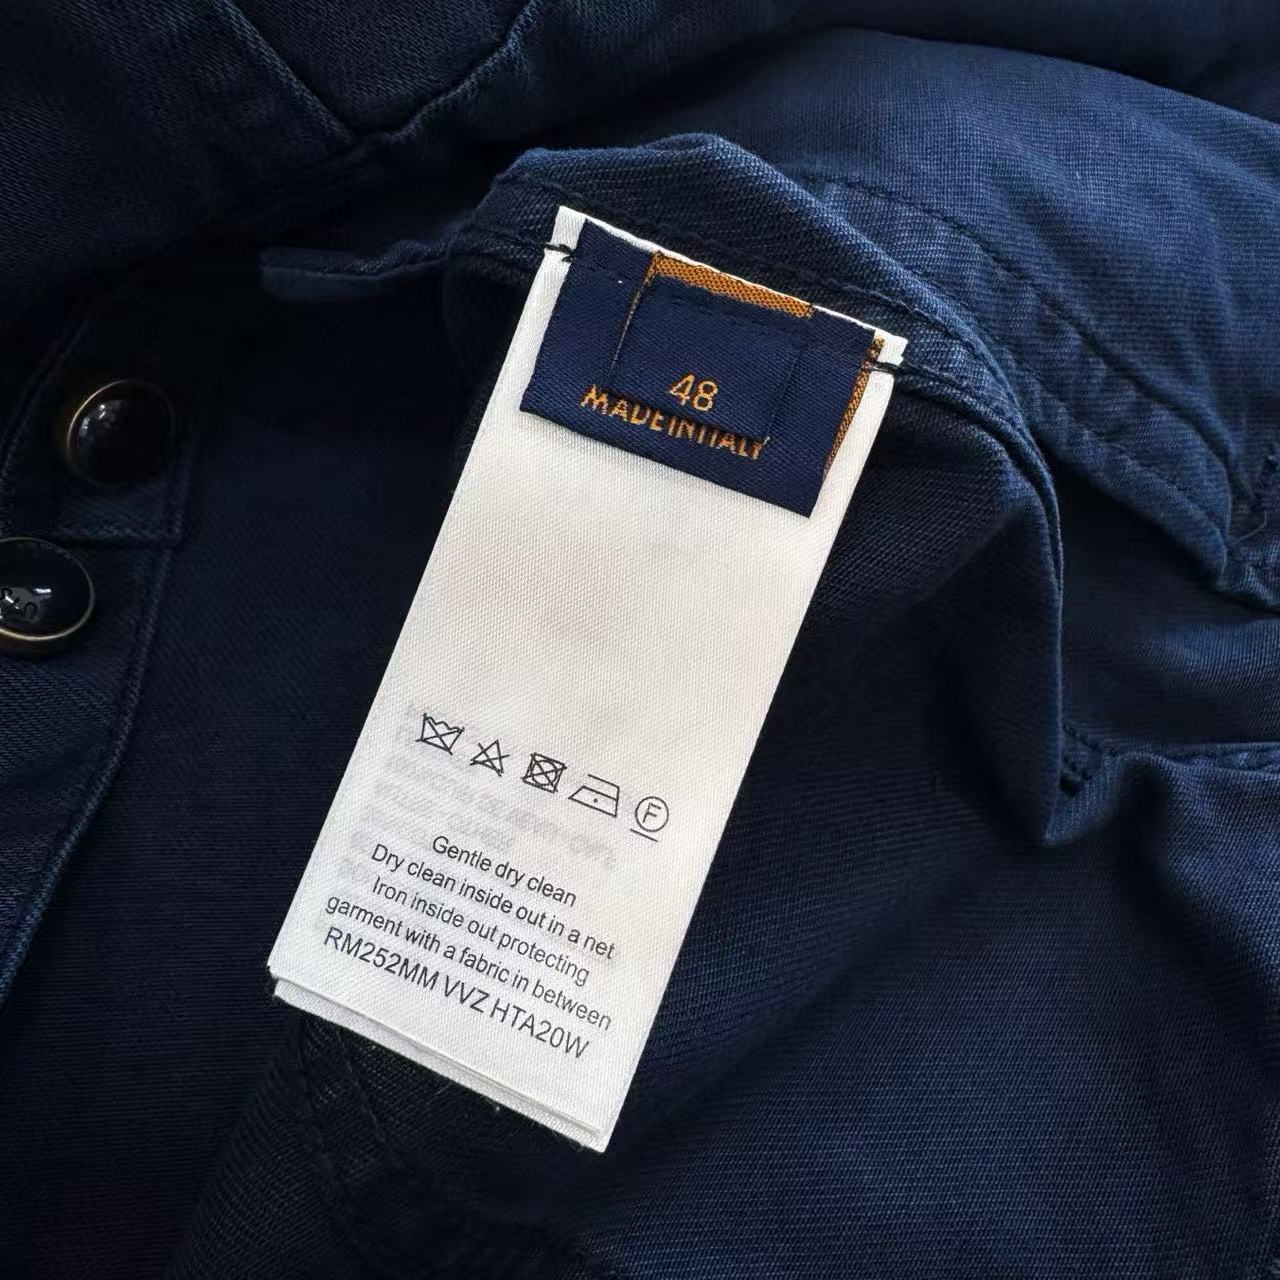 48
MADE IN ITALY
F
Gentle dry clean
Dry clean inside out in a net
Iron inside out protecting
garment with a fabric in between
RM252MM VVZ HTA20W